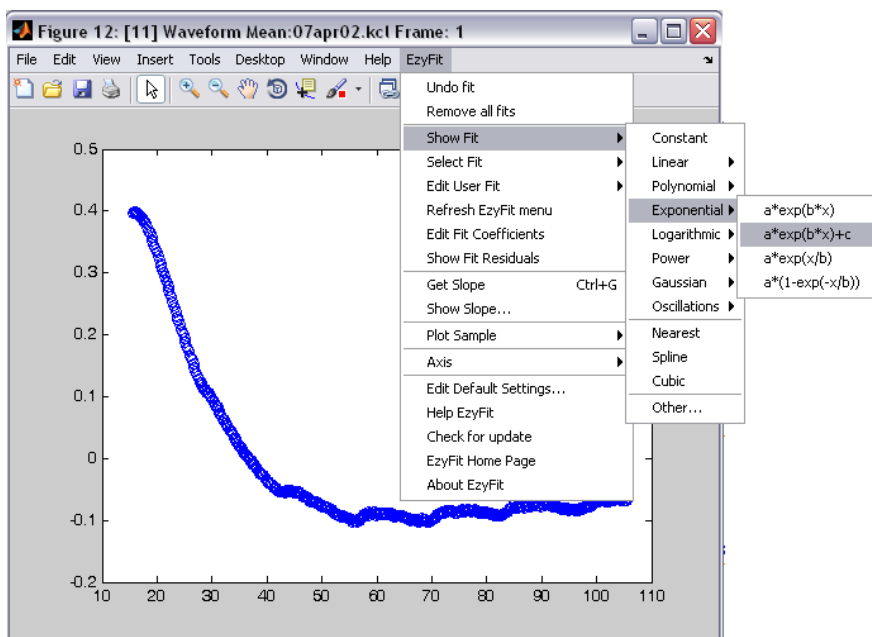 Figure 12: [11] Waveform Mean:07apr02.kcl Frame: 1
File Edit View Insert Tools Desktop Window Help EzyFit
Undo fit
Remove all fits
Show Fit
Select Fit
Edit User Fit
Refresh EzyFit menu
Edit Fit Coefficients
Show Fit Residuals
Get Slope Ctrl+G
Show Slope...
Plot Sample
Axis
Edit Default Settings...
Help EzyFit
Check for update
EzyFit Home Page
About EzyFit
Constant
Linear
Polynomial
Exponential
Logarithmic
Power
Gaussian
Oscillations
Nearest
Spline
Cubic
Other...
a*exp(b*x)
a*exp(b*x)+c
a*exp(x/b)
a*(1-exp(-x/b))
0.5
0.4
0.3
0.2
0.1
0
-0.1
-0.2
10 20 30 40 50 60 70 80 90 100 110